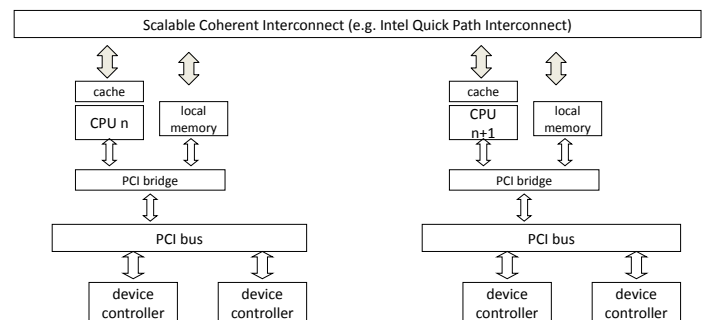 Scalable Coherent Interconnect (e.g. Intel Quick Path Interconnect)
cache
CPU n
local
memory
PCI bridge
PCI bus
device
controller
device
controller
cache
CPU
n+1
local
memory
PCI bridge
PCI bus
device
controller
device
controller